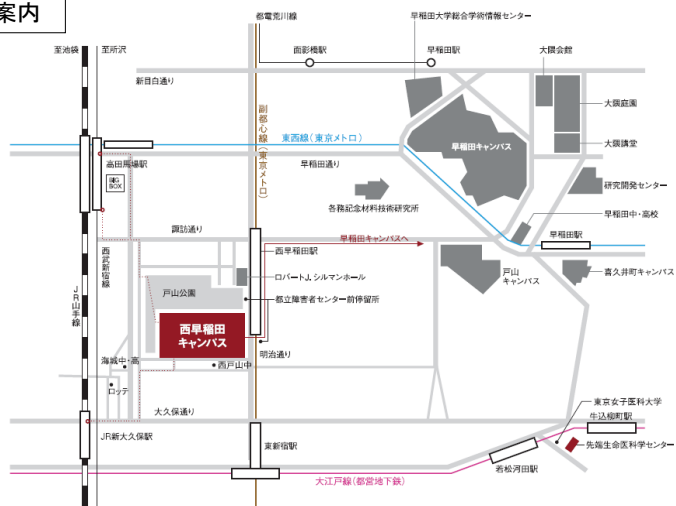 案内
都電荒川線
早稲田大学総合学術情報センター
至池袋
至所沢
面影橋駅
早稲田駅
大隈会館
新目白通り
大隈庭園
副都心線（東京メトロ）
東西線（東京メトロ）
早稲田キャンパス
大隈講堂
高田馬場駅
早稲田通り
BIG
BOX
各務記念材料技術研究所
研究開発センター
早稲田中・高校
諏訪通り
早稲田キャンパスへ
早稲田駅
西武新宿線
西早稲田駅
戸山
キャンパス
喜久井町キャンパス
ロバートJ.シルマンホール
JR山手線
戸山公園
都立障害者センター前停留所
西早稲田
キャンパス
明治通り
海城中・高
西戸山中
ロッテ
大久保通り
東京女子医科大学
牛込柳町駅
JR新大久保駅
東新宿駅
先端生命医科学センター
若松河田駅
大江戸線（都営地下鉄）